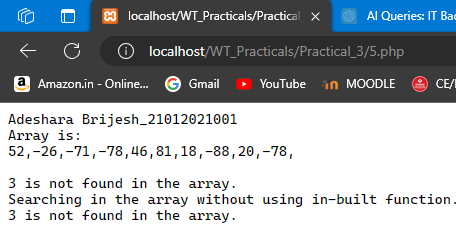 localhost/WT_Practicals/Practical
AI Queries: IT Bac
localhost/WT_Practicals/Practical_3/5.php
Amazon.in - Online... Gmail YouTube MOODLE CE/
Adeshara Brijesh_21012021001
Array is:
52,-26,-71,-78,46,81,18,-88,20,-78,
3 is not found in the array.
Searching in the array without using in-built function.
3 is not found in the array.